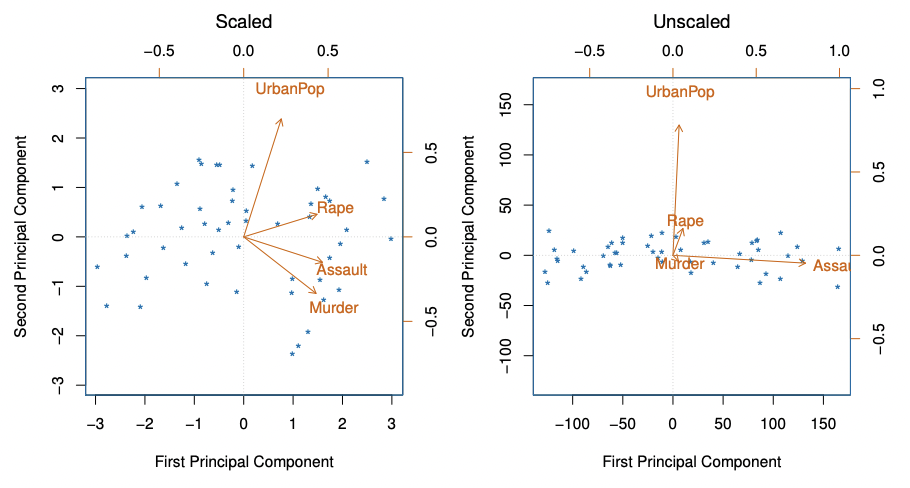 Scaled
−0.5 0.0 0.5
UrbanPop
Rape
Assault
Murder
3
2
1
0
−1
−2
−3
Second Principal Component
0.5
0.0
−0.5
−3 −2 −1 0 1 2 3
First Principal Component
Unscaled
−0.5 0.0 0.5 1.0
UrbanPop
Rape
Murder
Assau
150
100
50
0
−50
−100
Second Principal Component
1.0
0.5
0.0
−0.5
−100 −50 0 50 100 150
First Principal Component